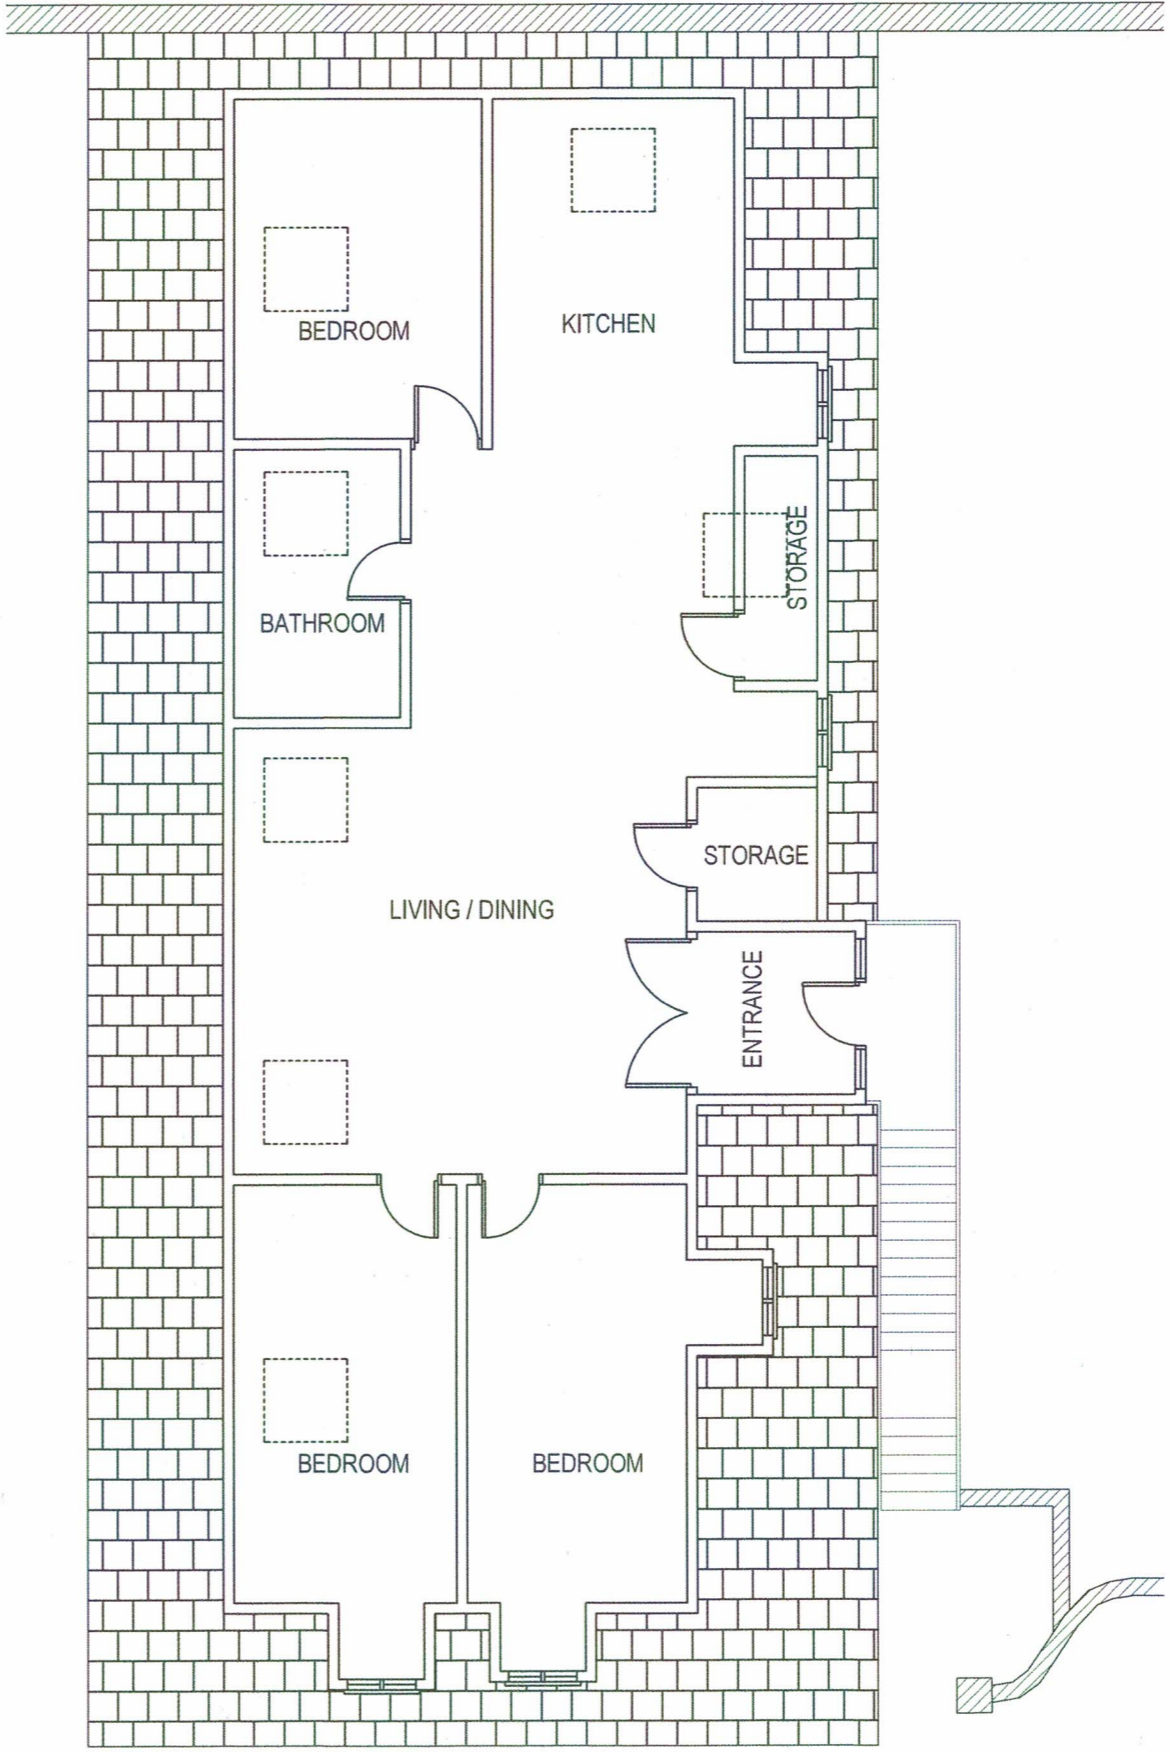 KITCHEN
BEDROOM
STORAGE
BATHROOM
STORAGE
LIVING / DINING
ENTRANCE
BEDROOM
BEDROOM